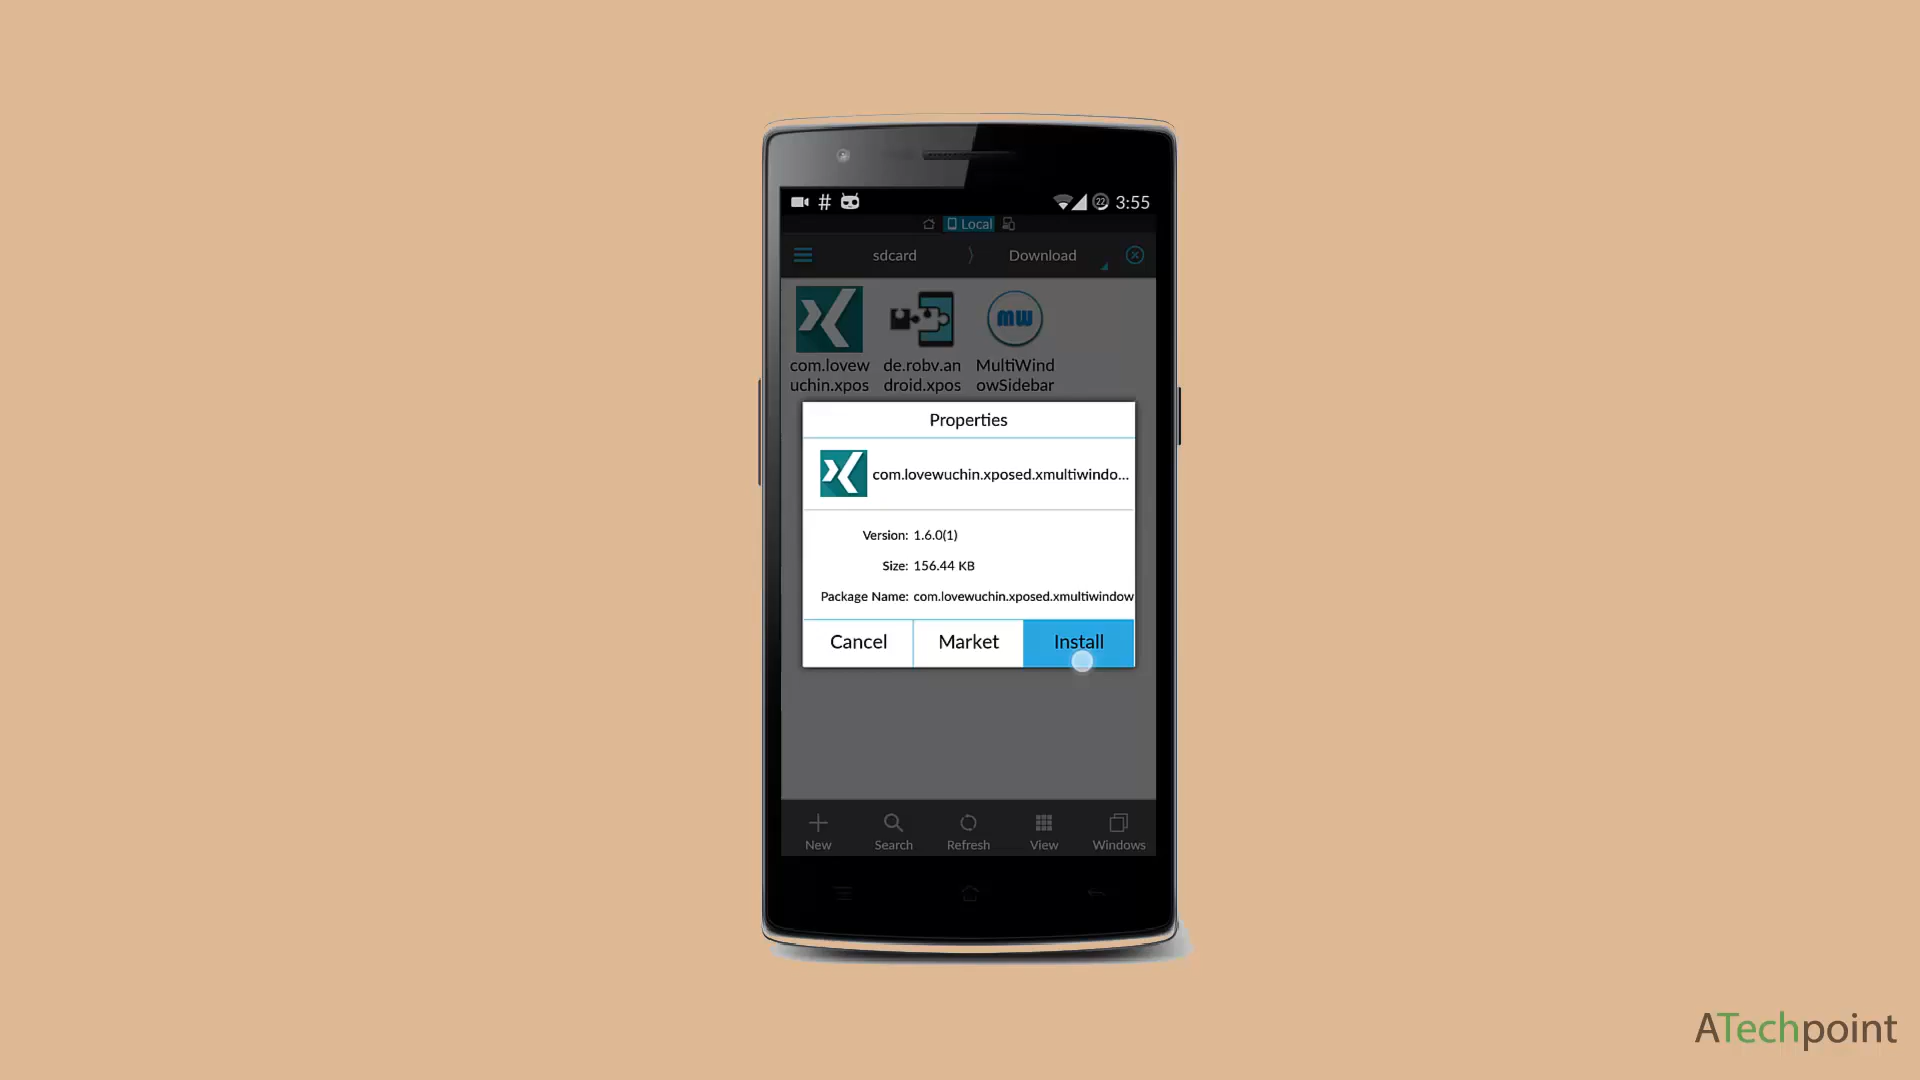 # 22 3:55
Local
sdcard Download
com.lovew de.robv.an MultiWind
uchin.xpos droid.xpos owSidebar
mw
Properties
com.lovewuchin.xposed.xmultiwindo...
Version: 1.6.0(1)
Size: 156.44 KB
Package Name: com.lovewuchin.xposed.xmultiwindow
Cancel Market Install
New Search Refresh View Windows
ATechpoint